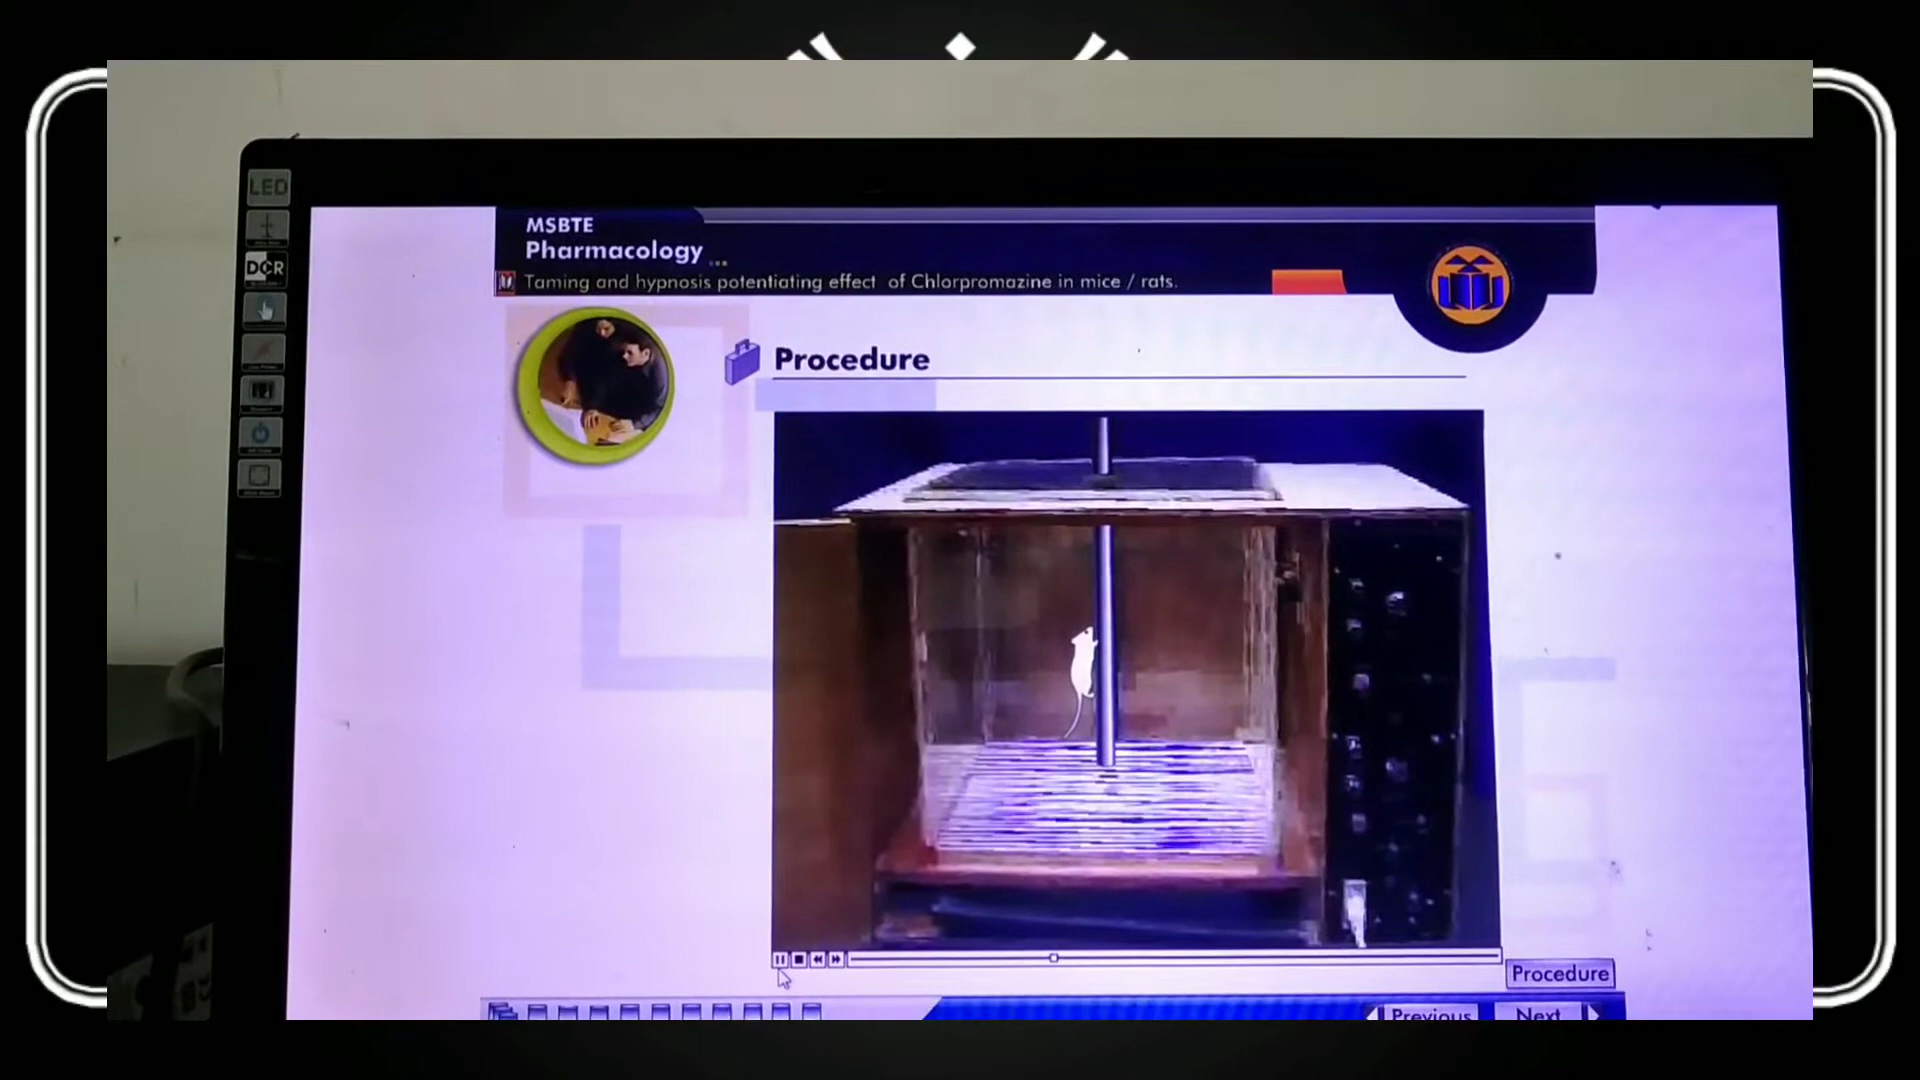 LED
MSBTE
DCR
Pharmacology ...
Taming and hypnosis potentiating effect of Chlorpromazine in mice / rats.
Procedure
Procedure
Previous
Next